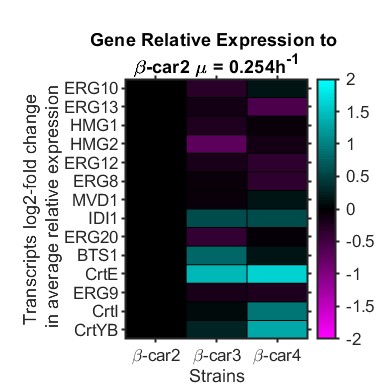 Gene Relative Expression to
β-car2 μ = 0.254h⁻¹
Transcripts log2-fold change
in average relative expression
ERG10
ERG13
HMG1
HMG2
ERG12
ERG8
MVD1
IDI1
ERG20
BTS1
CrtE
ERG9
CrtI
CrtYB
β-car2 β-car3 β-car4
Strains
2
1.5
1
0.5
0
-0.5
-1
-1.5
-2